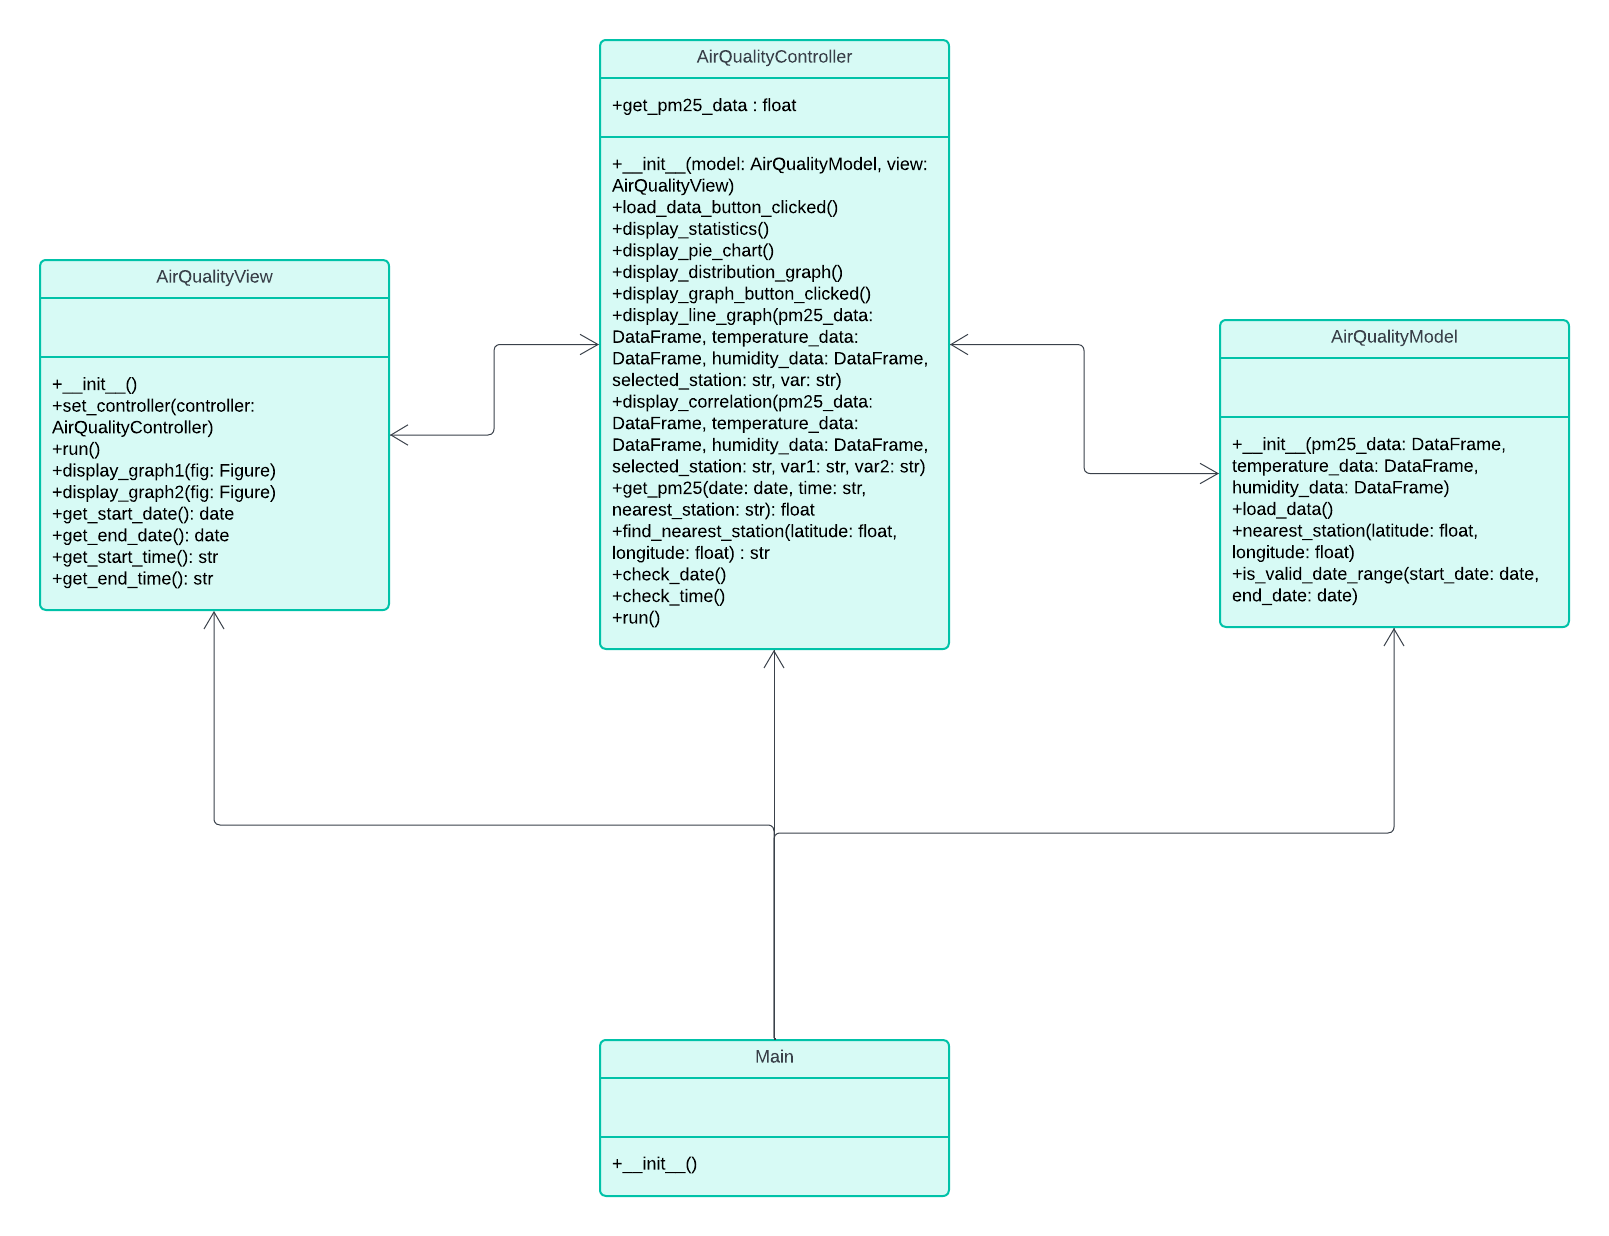 AirQualityController
+get_pm25_data : float
+__init__(model: AirQualityModel, view:
AirQualityView)
+load_data_button_clicked()
+display_statistics()
+display_pie_chart()
+display_distribution_graph()
+display_graph_button_clicked()
+display_line_graph(pm25_data:
DataFrame, temperature_data:
DataFrame, humidity_data: DataFrame,
selected_station: str, var: str)
+display_correlation(pm25_data:
DataFrame, temperature_data:
DataFrame, humidity_data: DataFrame,
selected_station: str, var1: str, var2: str)
+get_pm25(date: date, time: str,
nearest_station: str): float
+find_nearest_station(latitude: float,
longitude: float) : str
+check_date()
+check_time()
+run()
AirQualityView
+__init__()
+set_controller(controller:
AirQualityController)
+run()
+display_graph1(fig: Figure)
+display_graph2(fig: Figure)
+get_start_date(): date
+get_end_date(): date
+get_start_time(): str
+get_end_time(): str
AirQualityModel
+__init__(pm25_data: DataFrame,
temperature_data: DataFrame,
humidity_data: DataFrame)
+load_data()
+nearest_station(latitude: float,
longitude: float)
+is_valid_date_range(start_date: date,
end_date: date)
Main
+__init__()